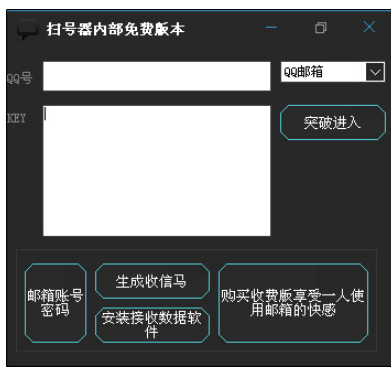 扫号器内部免费版本
QQ号
QQ邮箱
KEY
突破进入
邮箱账号
密码
生成收信马
安装接收数据软
件
购买收费版享受一人使
用邮箱的快感